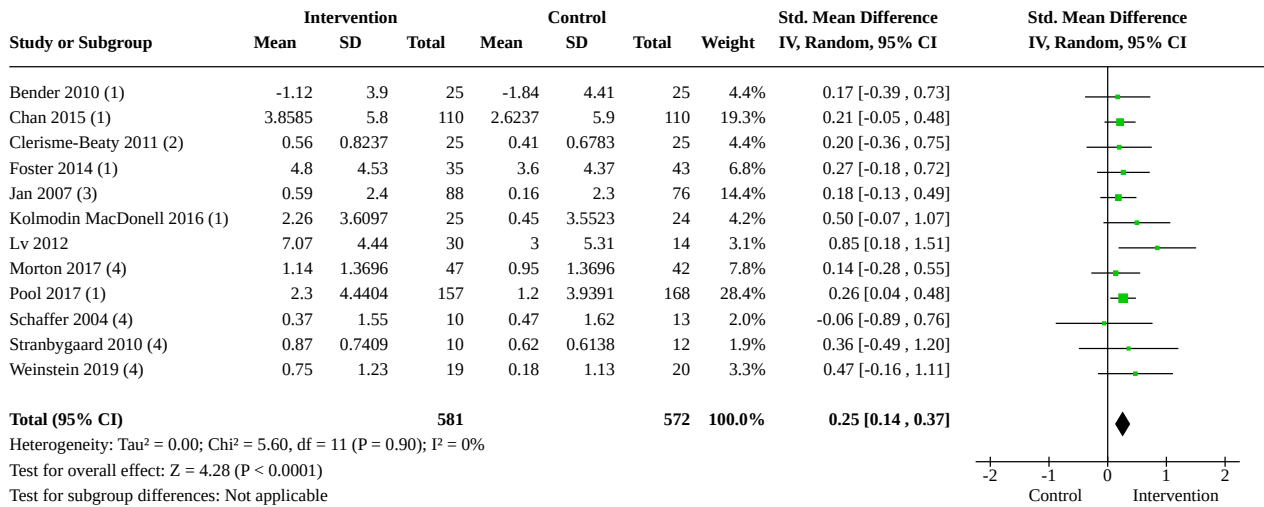 Intervention Control Std. Mean Difference Std. Mean Difference
Study or Subgroup Mean SD Total Mean SD Total Weight IV, Random, 95% CI IV, Random, 95% CI
Bender 2010 (1) -1.12 3.9 25 -1.84 4.41 25 4.4% 0.17 [-0.39 , 0.73]
Chan 2015 (1) 3.8585 5.8 110 2.6237 5.9 110 19.3% 0.21 [-0.05 , 0.48]
Clerisme-Beaty 2011 (2) 0.56 0.8237 25 0.41 0.6783 25 4.4% 0.20 [-0.36 , 0.75]
Foster 2014 (1) 4.8 4.53 35 3.6 4.37 43 6.8% 0.27 [-0.18 , 0.72]
Jan 2007 (3) 0.59 2.4 88 0.16 2.3 76 14.4% 0.18 [-0.13 , 0.49]
Kolmodin MacDonell 2016 (1) 2.26 3.6097 25 0.45 3.5523 24 4.2% 0.50 [-0.07 , 1.07]
Lv 2012 7.07 4.44 30 3 5.31 14 3.1% 0.85 [0.18 , 1.51]
Morton 2017 (4) 1.14 1.3696 47 0.95 1.3696 42 7.8% 0.14 [-0.28 , 0.55]
Pool 2017 (1) 2.3 4.4404 157 1.2 3.9391 168 28.4% 0.26 [0.04 , 0.48]
Schaffer 2004 (4) 0.37 1.55 10 0.47 1.62 13 2.0% -0.06 [-0.89 , 0.76]
Stranbygaard 2010 (4) 0.87 0.7409 10 0.62 0.6138 12 1.9% 0.36 [-0.49 , 1.20]
Weinstein 2019 (4) 0.75 1.23 19 0.18 1.13 20 3.3% 0.47 [-0.16 , 1.11]
Total (95% CI) 581 572 100.0% 0.25 [0.14 , 0.37]
Heterogeneity: Tau² = 0.00; Chi² = 5.60, df = 11 (P = 0.90); I² = 0%
Test for overall effect: Z = 4.28 (P < 0.0001)
Test for subgroup differences: Not applicable
-2 -1 0 1 2
Control Intervention